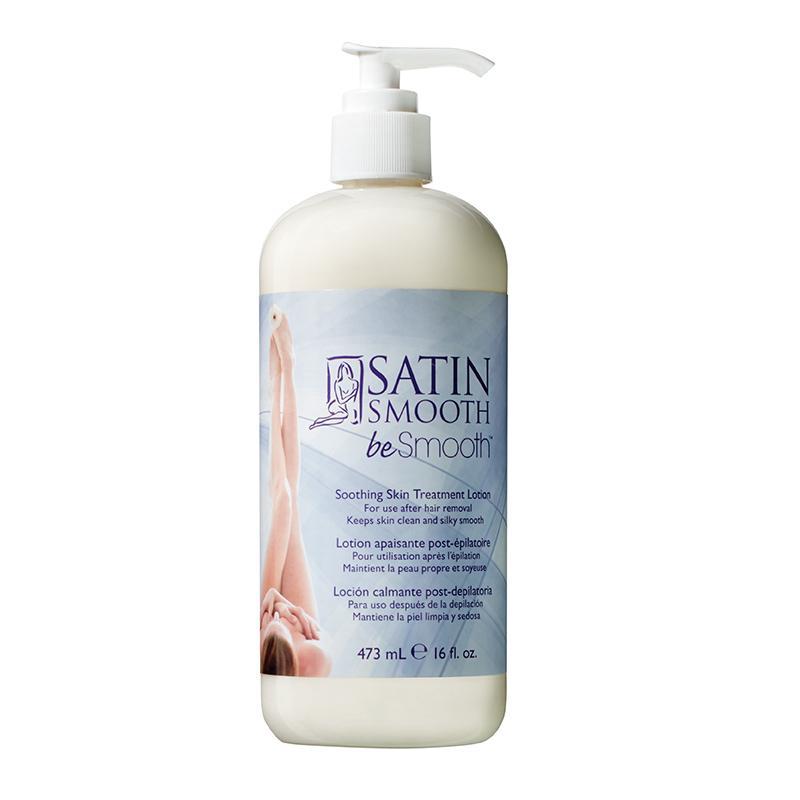 SATIN
SMOOTH
beSmooth™
Soothing Skin Treatment Lotion
For use after hair removal
Keeps skin clean and silky smooth
Lotion apaisante post-épilatoire
Pour utilisation après l'épilation
Maintient la peau propre et soyeuse
Loción calmante post-depilatoria
Para uso después de la depilación
Mantiene la piel limpia y sedosa
473 mL ℮ 16 fl. oz.